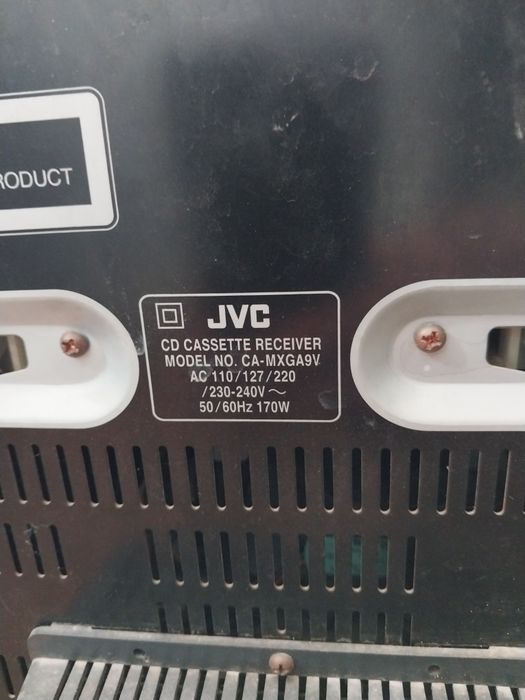 RODUCT
JVC
CD CASSETTE RECEIVER
MODEL NO. CA-MXGA9V
AC 110/127/220
/230-240V ～
50/60Hz 170W